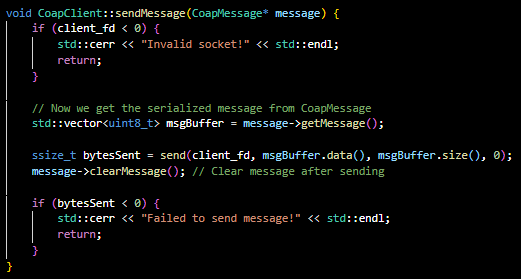 void CoapClient::sendMessage(CoapMessage* message) {
    if (client_fd < 0) {
        std::cerr << "Invalid socket!" << std::endl;
        return;
    }

    // Now we get the serialized message from CoapMessage
    std::vector<uint8_t> msgBuffer = message->getMessage();

    ssize_t bytesSent = send(client_fd, msgBuffer.data(), msgBuffer.size(), 0);
    message->clearMessage(); // Clear message after sending

    if (bytesSent < 0) {
        std::cerr << "Failed to send message!" << std::endl;
        return;
    }
}